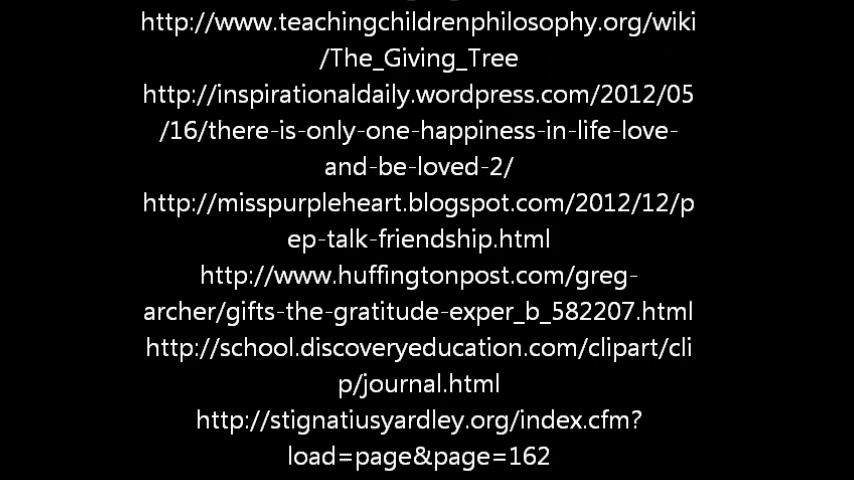 http://www.teachingchildrenphilosophy.org/wiki
/The_Giving_Tree
http://inspirationaldaily.wordpress.com/2012/05
/16/there-is-only-one-happiness-in-life-love-
and-be-loved-2/
http://misspurpleheart.blogspot.com/2012/12/p
ep-talk-friendship.html
http://www.huffingtonpost.com/greg-
archer/gifts-the-gratitude-exper_b_582207.html
http://school.discoveryeducation.com/clipart/cli
p/journal.html
http://stignatiusyardley.org/index.cfm?
load=page&page=162